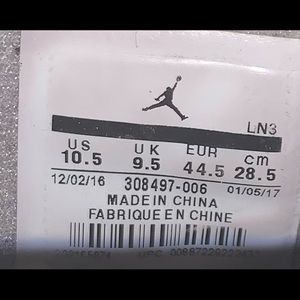 LN3
US UK EUR cm
10.5 9.5 44.5 28.5
12/02/16 308497-006 01/05/17
MADE IN CHINA
FABRIQUE EN CHINE
UPC